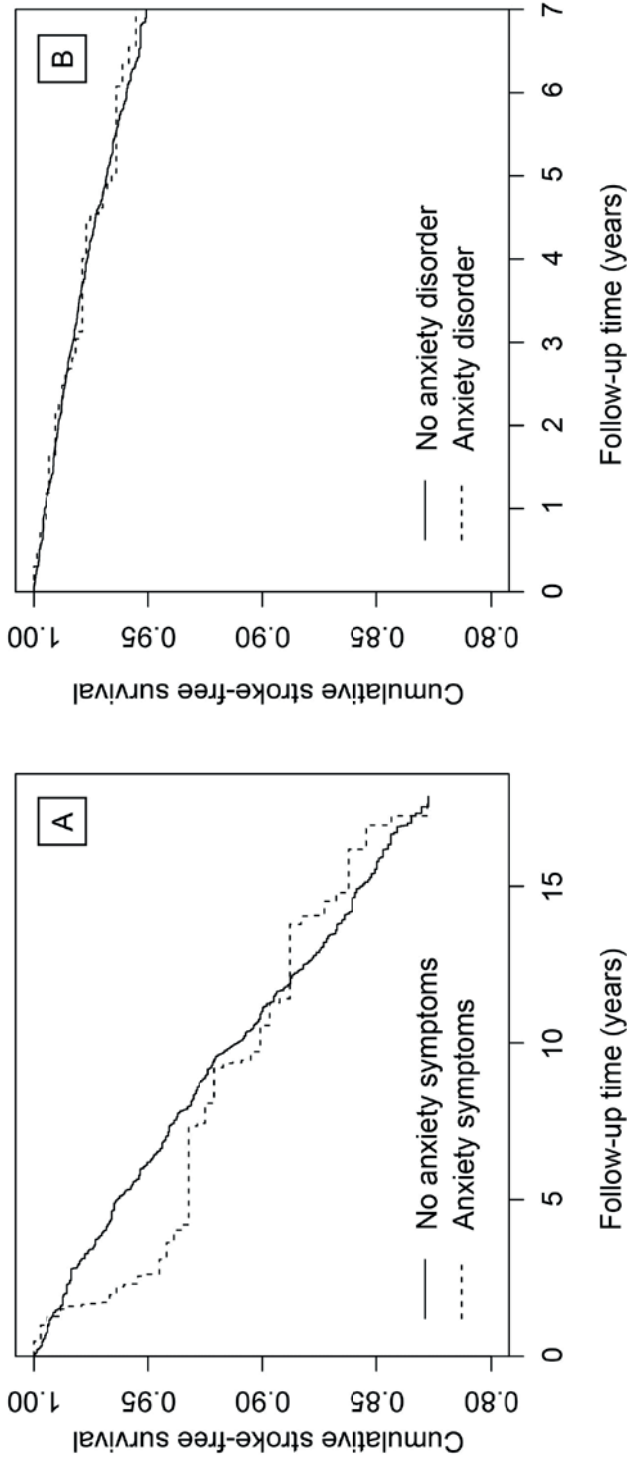 A
Cumulative stroke-free survival
1.00
0.95
0.90
0.85
0.80
No anxiety symptoms
Anxiety symptoms
0 5 10 15
Follow-up time (years)
B
Cumulative stroke-free survival
1.00
0.95
0.90
0.85
0.80
No anxiety disorder
Anxiety disorder
0 1 2 3 4 5 6 7
Follow-up time (years)